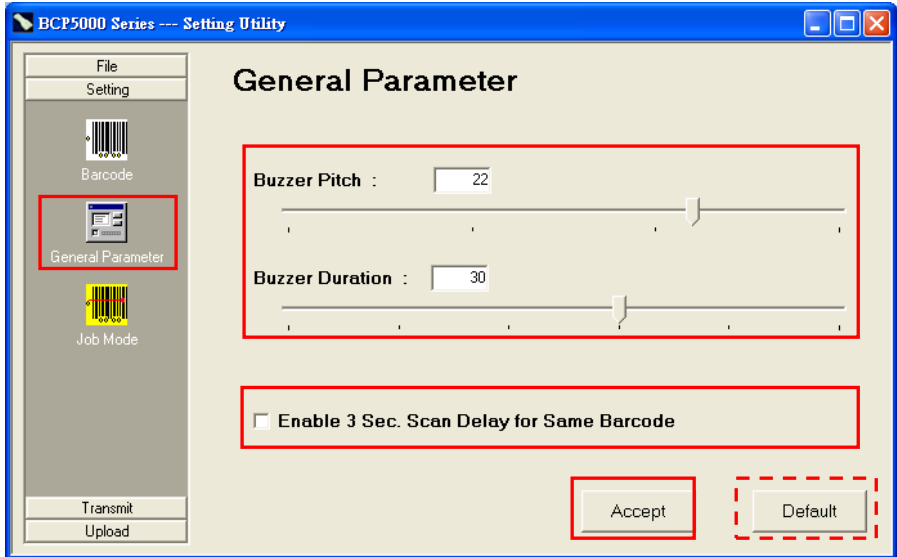 BCP5000 Series --- Setting Utility
File
Setting
Barcode
General Parameter
Job Mode
Transmit
Upload
General Parameter
Buzzer Pitch : 22
Buzzer Duration : 30
Enable 3 Sec. Scan Delay for Same Barcode
Accept
Default